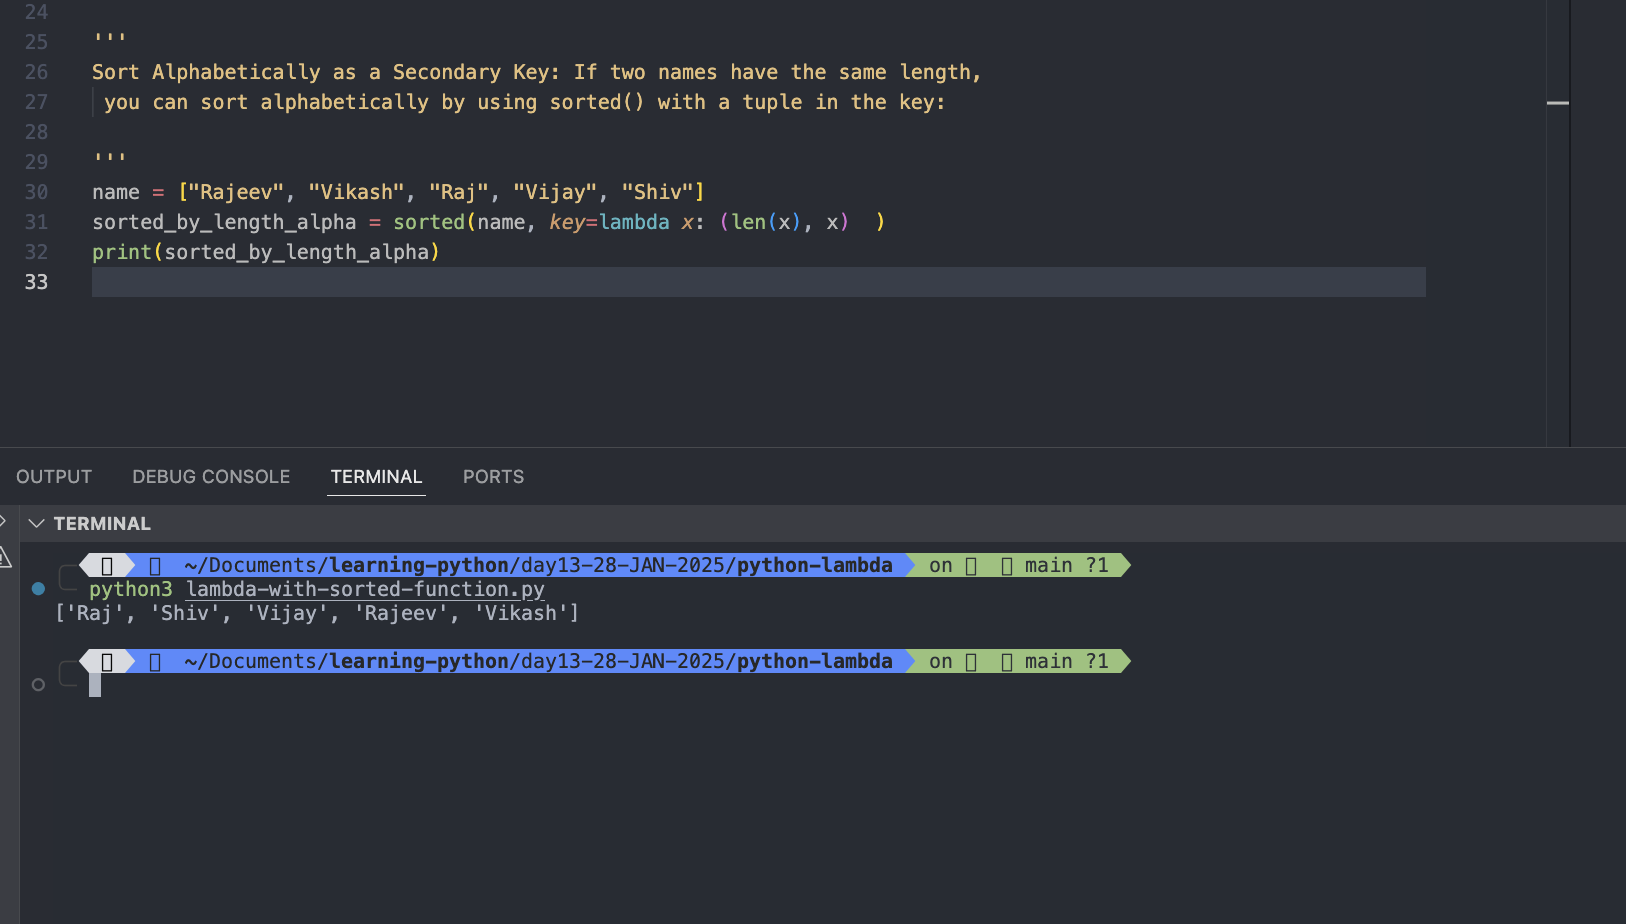 24
25 '''
26 Sort Alphabetically as a Secondary Key: If two names have the same length,
27  you can sort alphabetically by using sorted() with a tuple in the key:
28
29 '''
30 name = ["Rajeev", "Vikash", "Raj", "Vijay", "Shiv"]
31 sorted_by_length_alpha = sorted(name, key=lambda x: (len(x), x)  )
32 print(sorted_by_length_alpha)
33
OUTPUT DEBUG CONSOLE TERMINAL PORTS
TERMINAL
~/Documents/learning-python/day13-28-JAN-2025/python-lambda on main ?1
python3 lambda-with-sorted-function.py
['Raj', 'Shiv', 'Vijay', 'Rajeev', 'Vikash']
~/Documents/learning-python/day13-28-JAN-2025/python-lambda on main ?1